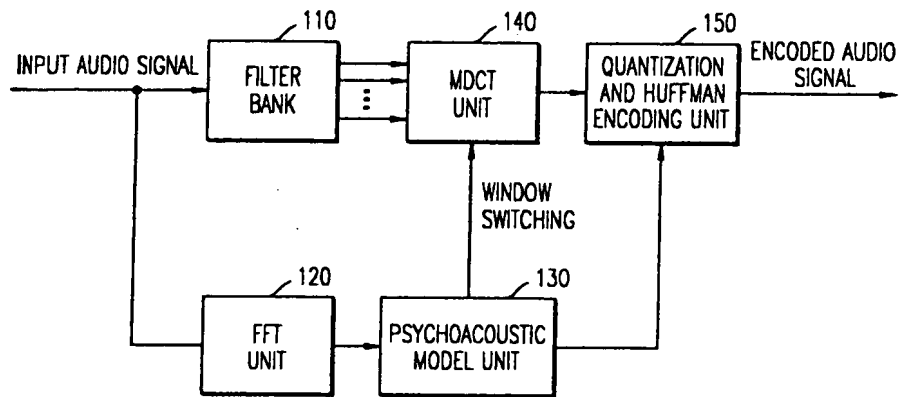 110
140
150
INPUT AUDIO SIGNAL
FILTER
BANK
MDCT
UNIT
QUANTIZATION
AND HUFFMAN
ENCODING UNIT
ENCODED AUDIO
SIGNAL
WINDOW
SWITCHING
120
130
FFT
UNIT
PSYCHOACOUSTIC
MODEL UNIT